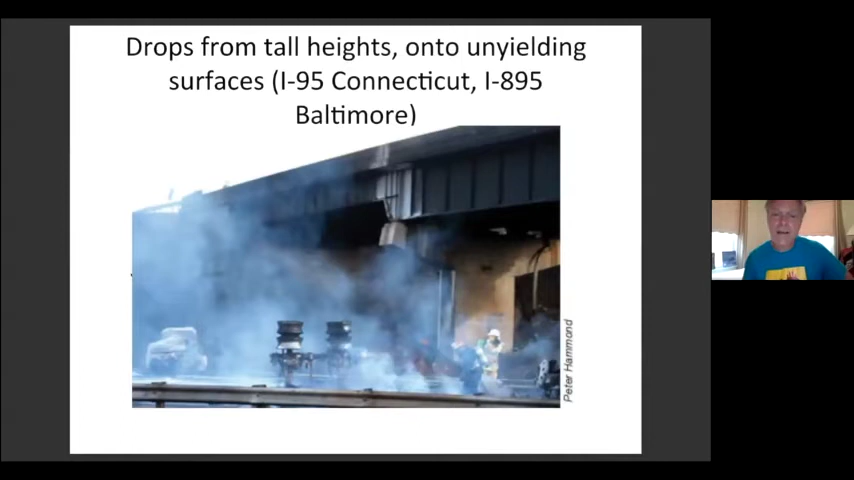 Drops from tall heights, onto unyielding
surfaces (I-95 Connecticut, I-895
Baltimore)
Peter Hammond